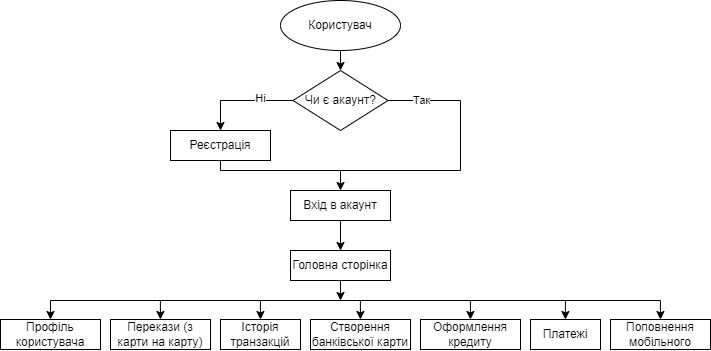 Користувач
Чи є акаунт?
Ні
Так
Реєстрація
Вхід в акаунт
Головна сторінка
Профіль
користувача
Перекази (з
карти на карту)
Історія
транзакцій
Створення
банківської карти
Оформлення
кредиту
Платежі
Поповнення
мобільного